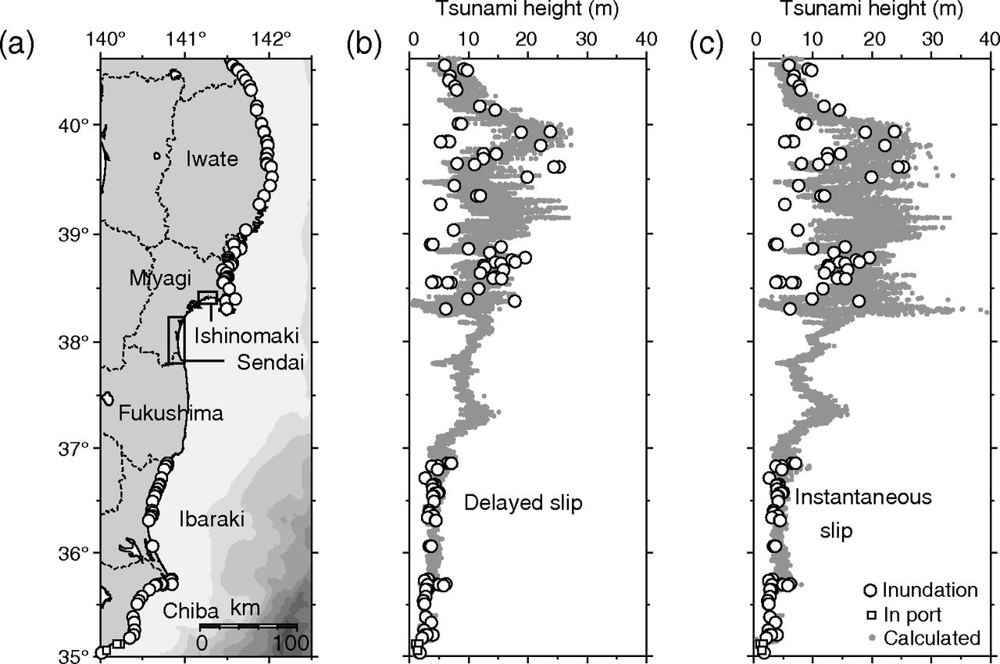 (a)
140° 141° 142°
40°
39°
38°
37°
36°
35°
Iwate
Miyagi
Ishinomaki
Sendai
Fukushima
Ibaraki
Chiba km
0 100
(b)
Tsunami height (m)
0 10 20 30 40
Delayed slip
(c)
Tsunami height (m)
0 10 20 30 40
Instantaneous
slip
Inundation
In port
Calculated